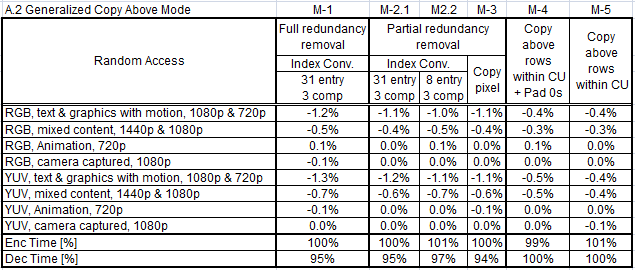 A.2 Generalized Copy Above Mode M-1 M-2.1 M-2.2 M-3 M-4 M-5
Random Access
Full redundancy removal
Partial redundancy removal
Copy above rows within CU + Pad 0s
Copy above rows within CU
Index Conv. Index Conv. Copy pixel
31 entry 3 comp 31 entry 3 comp 8 entry 3 comp
RGB, text & graphics with motion, 1080p & 720p -1.2% -1.1% -1.0% -1.1% -0.4% -0.4%
RGB, mixed content, 1440p & 1080p -0.5% -0.4% -0.5% -0.4% -0.3% -0.3%
RGB, Animation, 720p 0.1% 0.0% 0.1% 0.0% 0.1% 0.0%
RGB, camera captured, 1080p -0.1% 0.0% 0.0% 0.0% 0.0% 0.0%
YUV, text & graphics with motion, 1080p & 720p -1.3% -1.2% -1.1% -1.1% -0.5% -0.4%
YUV, mixed content, 1440p & 1080p -0.7% -0.6% -0.7% -0.6% -0.5% -0.4%
YUV, Animation, 720p -0.1% 0.0% 0.0% -0.1% 0.0% 0.0%
YUV, camera captured, 1080p 0.0% 0.0% 0.0% 0.0% 0.0% -0.1%
Enc Time [%] 100% 100% 101% 100% 99% 101%
Dec Time [%] 95% 95% 97% 94% 100% 100%